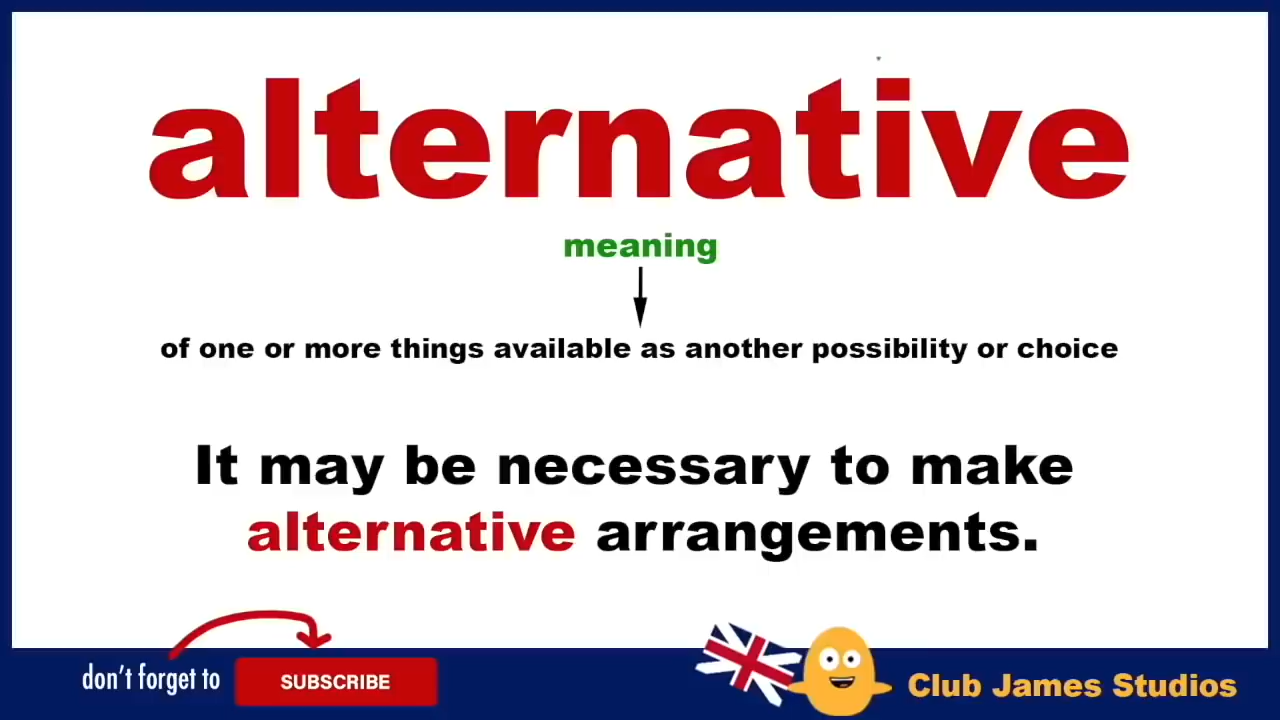 alternative
meaning
of one or more things available as another possibility or choice
It may be necessary to make
alternative arrangements.
don't forget to
SUBSCRIBE
Club James Studios